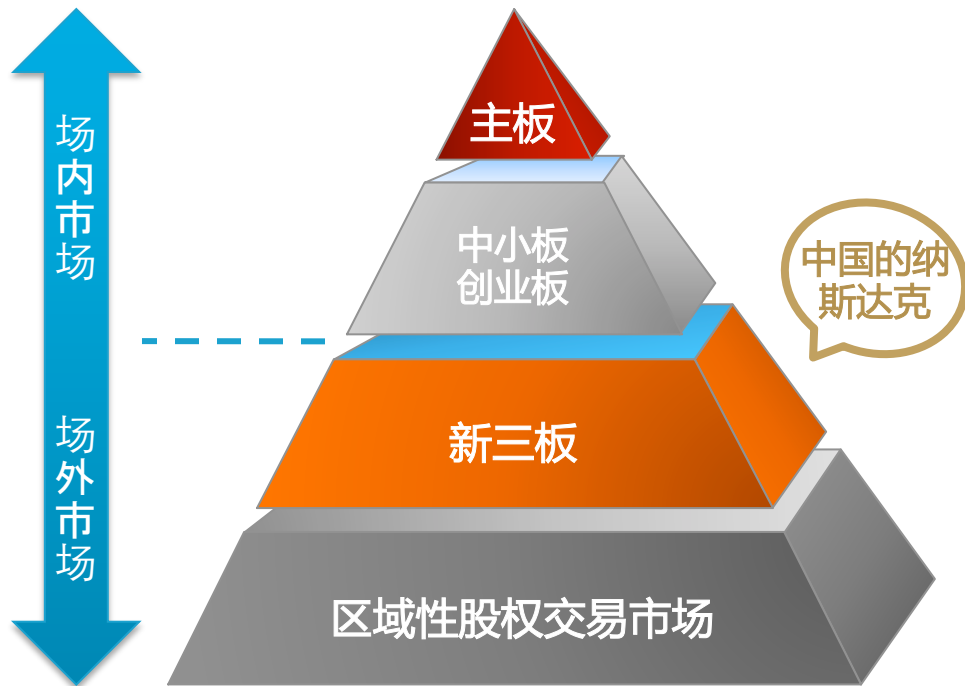 主板
中小板
创业板
中国的纳
斯达克
新三板
区域性股权交易市场
场内市场
场外市场